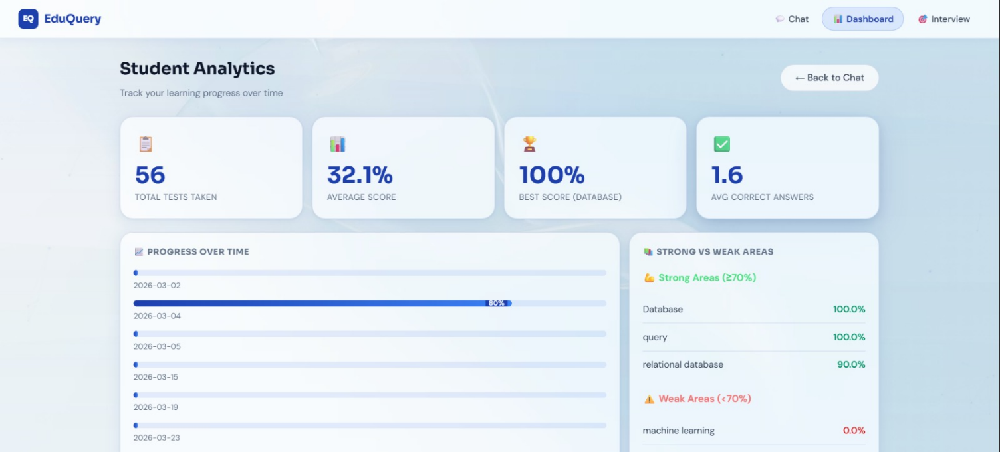 EQ EduQuery
Chat
Dashboard
Interview
Student Analytics
Track your learning progress over time
← Back to Chat
56
TOTAL TESTS TAKEN
32.1%
AVERAGE SCORE
100%
BEST SCORE (DATABASE)
1.6
AVG CORRECT ANSWERS
PROGRESS OVER TIME
2026-03-02
80%
2026-03-04
2026-03-05
2026-03-15
2026-03-19
2026-03-23
STRONG VS WEAK AREAS
Strong Areas (≥70%)
Database 100.0%
query 100.0%
relational database 90.0%
Weak Areas (<70%)
machine learning 0.0%